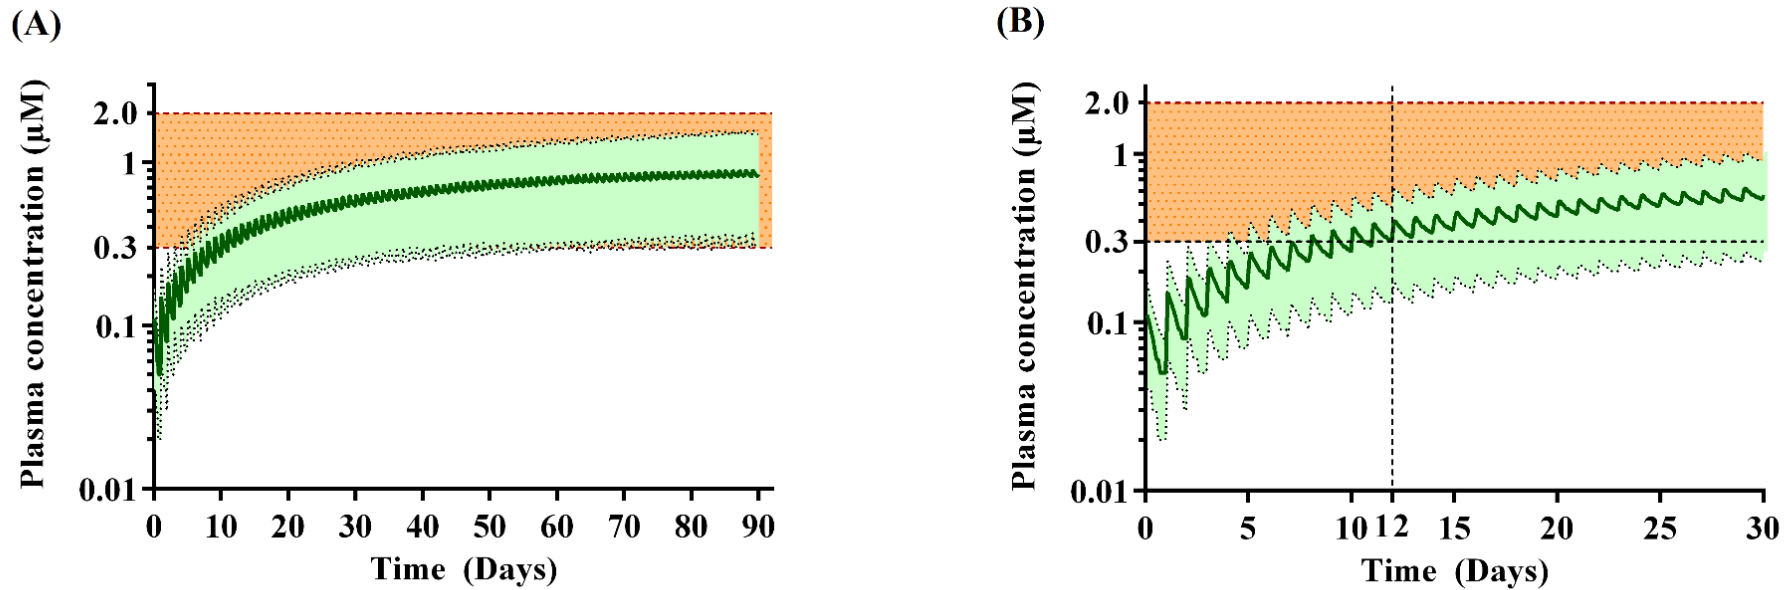 (A)
Plasma concentration (µM)
2.0
1
0.3
0.1
0.01
0 10 20 30 40 50 60 70 80 90
Time (Days)
(B)
Plasma concentration (µM)
2.0
1
0.3
0.1
0.01
0 5 10 12 15 20 25 30
Time (Days)